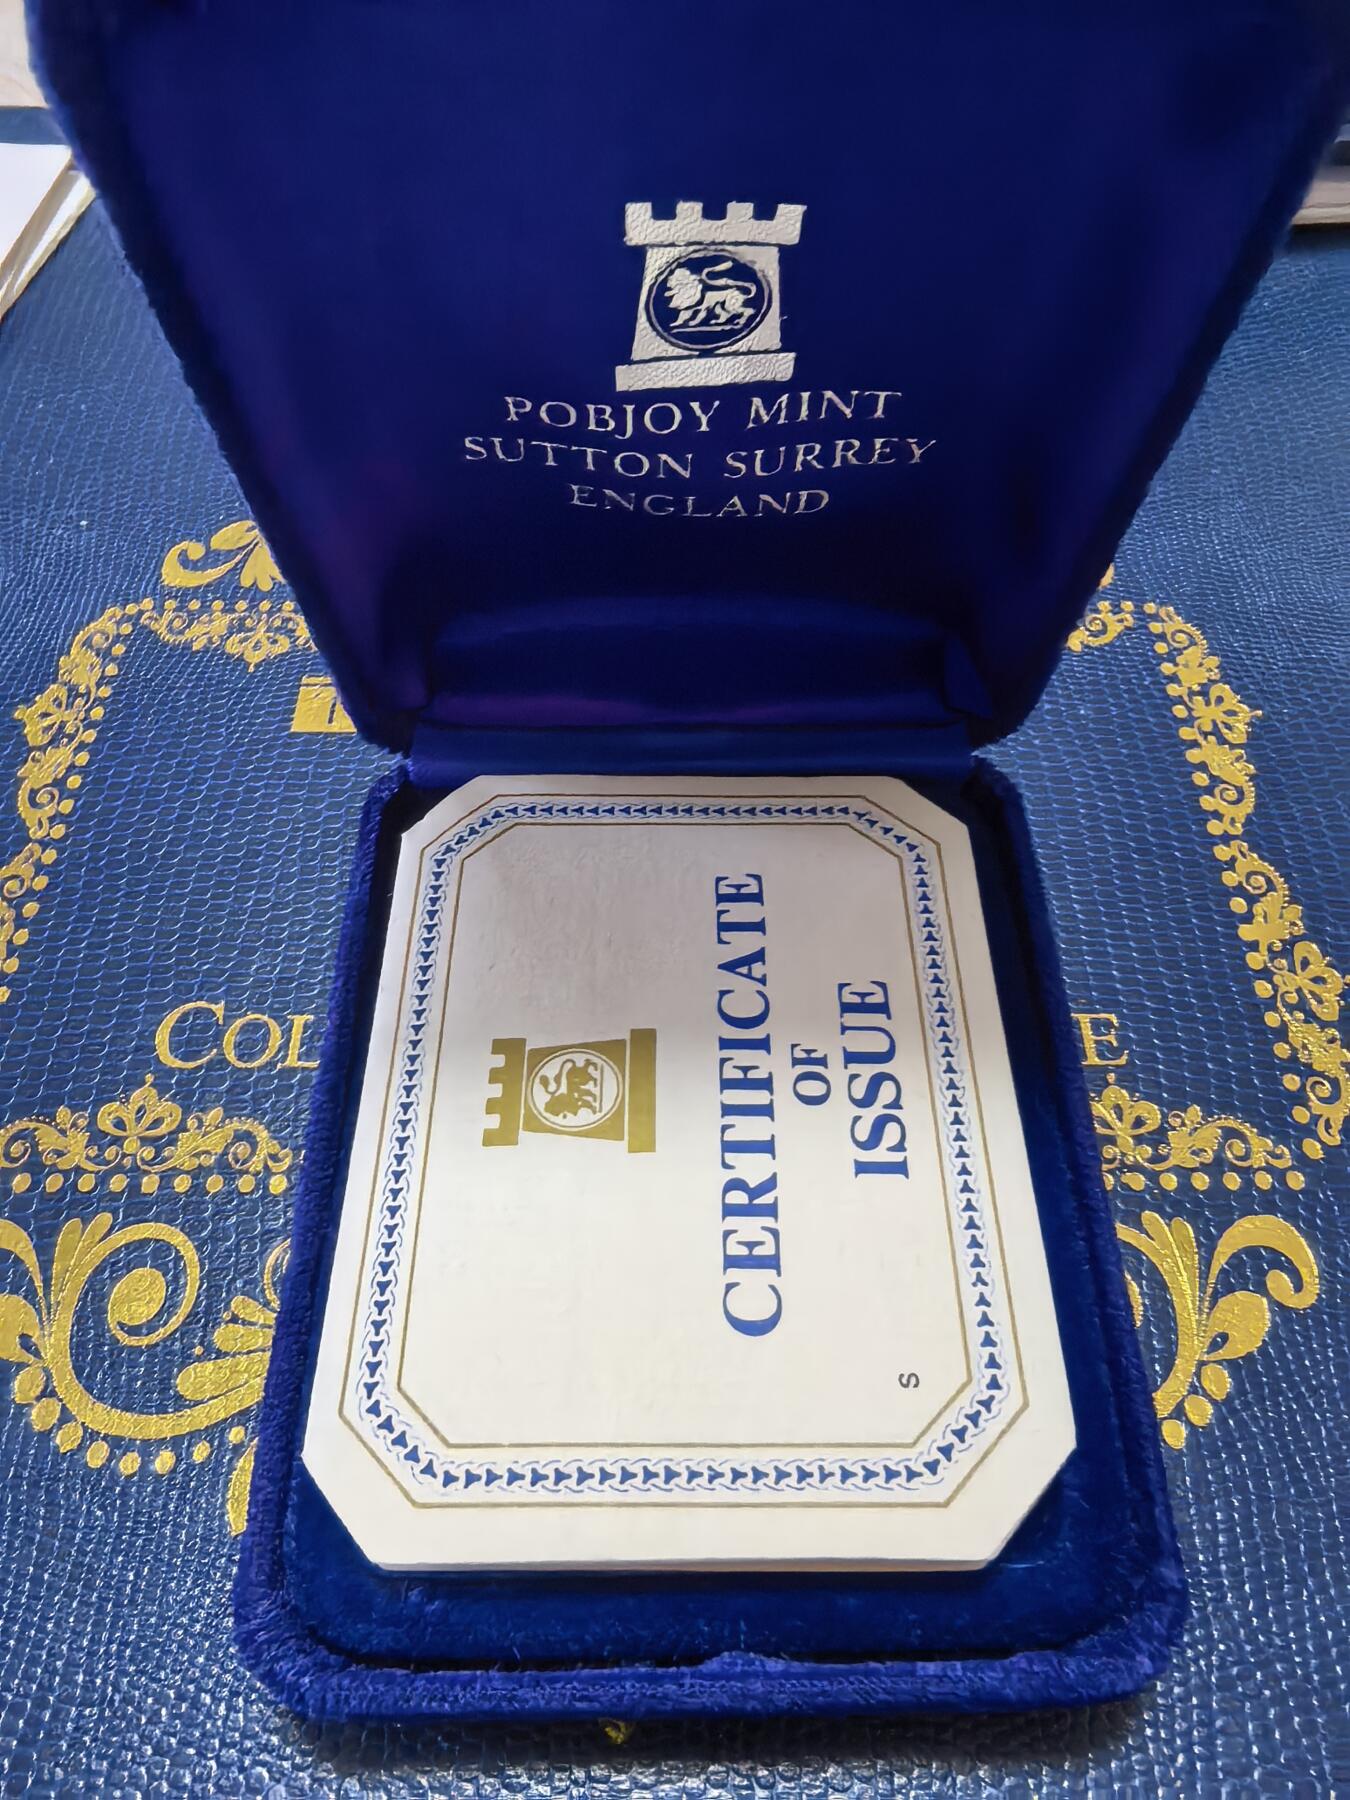 POBJOY MINT
SUTTON SURREY
ENGLAND
CERTIFICATE
OF
ISSUE
S